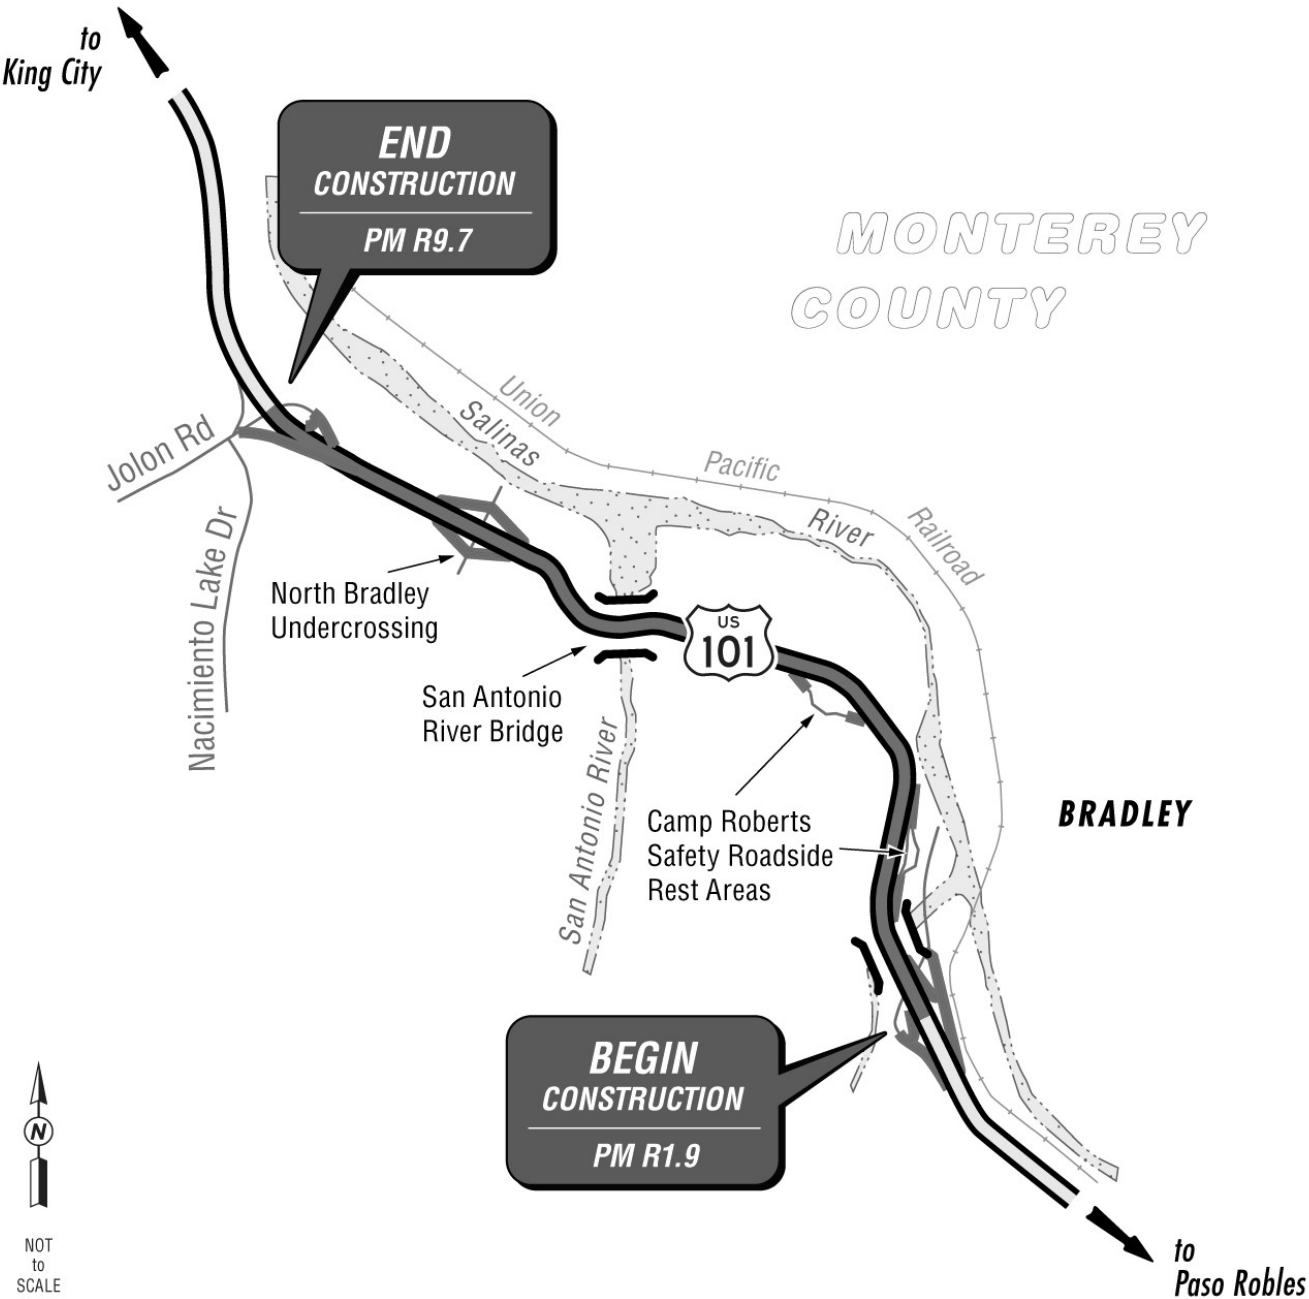 to
King City
END
CONSTRUCTION
PM R9.7
MONTEREY
COUNTY
Union
Pacific
Railroad
Salinas
River
Jolon Rd
Nacimiento Lake Dr
North Bradley
Undercrossing
US
101
San Antonio
River Bridge
San Antonio River
Camp Roberts
Safety Roadside
Rest Areas
BRADLEY
BEGIN
CONSTRUCTION
PM R1.9
N
NOT
to
SCALE
to
Paso Robles